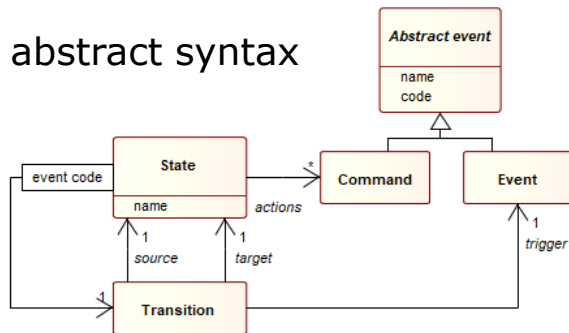 abstract syntax
Abstract event
name
code
event code
State
name
actions
*
Command
Event
1
source
1
target
1
trigger
1
Transition